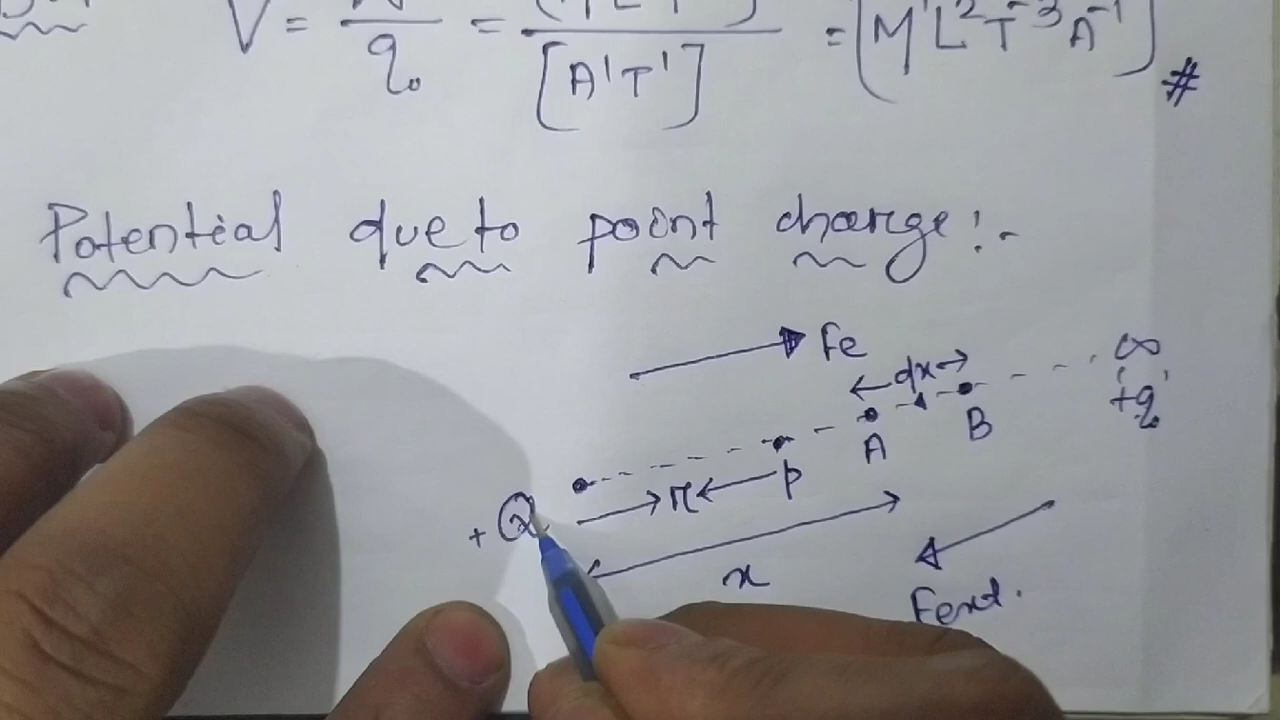 V = — = — = [M¹L²T⁻³A⁻¹] #
q₀ [A¹T¹]
Potential due to point charge :-
Fe
dx
∞
+q₀
A B
r P
+Q
x
Fext.